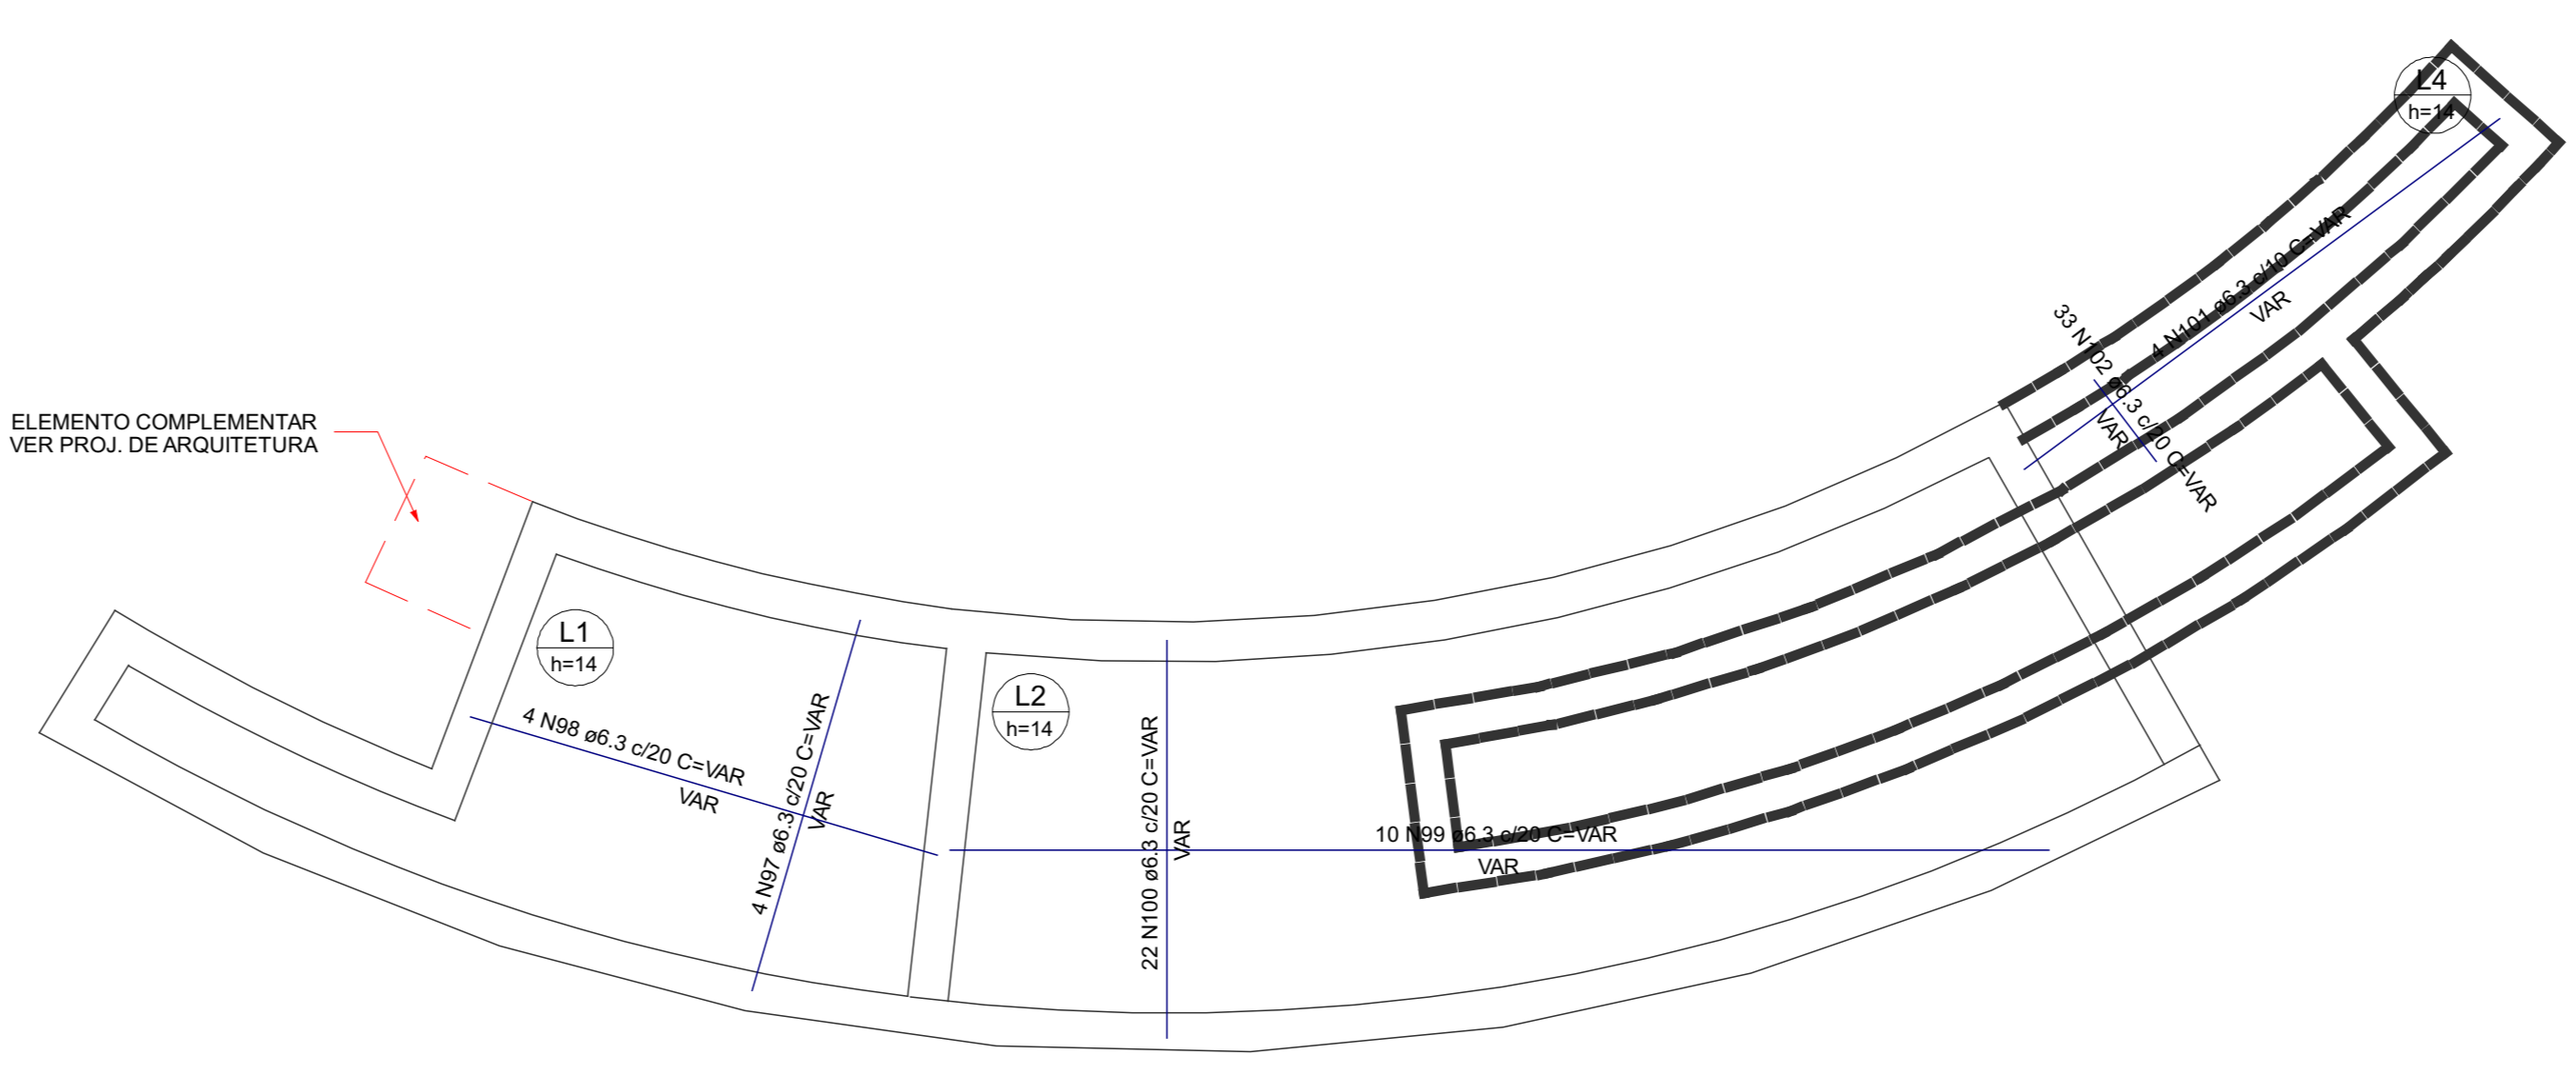 L4
h=14
4 N101 ø6.3 c/10 C=VAR
VAR
33 N102 ø6.3 c/20 C=VAR
VAR
ELEMENTO COMPLEMENTAR
VER PROJ. DE ARQUITETURA
L1
h=14
L2
h=14
4 N98 ø6.3 c/20 C=VAR
VAR
4 N97 ø6.3 c/20 C=VAR
VAR
22 N100 ø6.3 c/20 C=VAR
VAR
10 N99 ø6.3 c/20 C=VAR
VAR